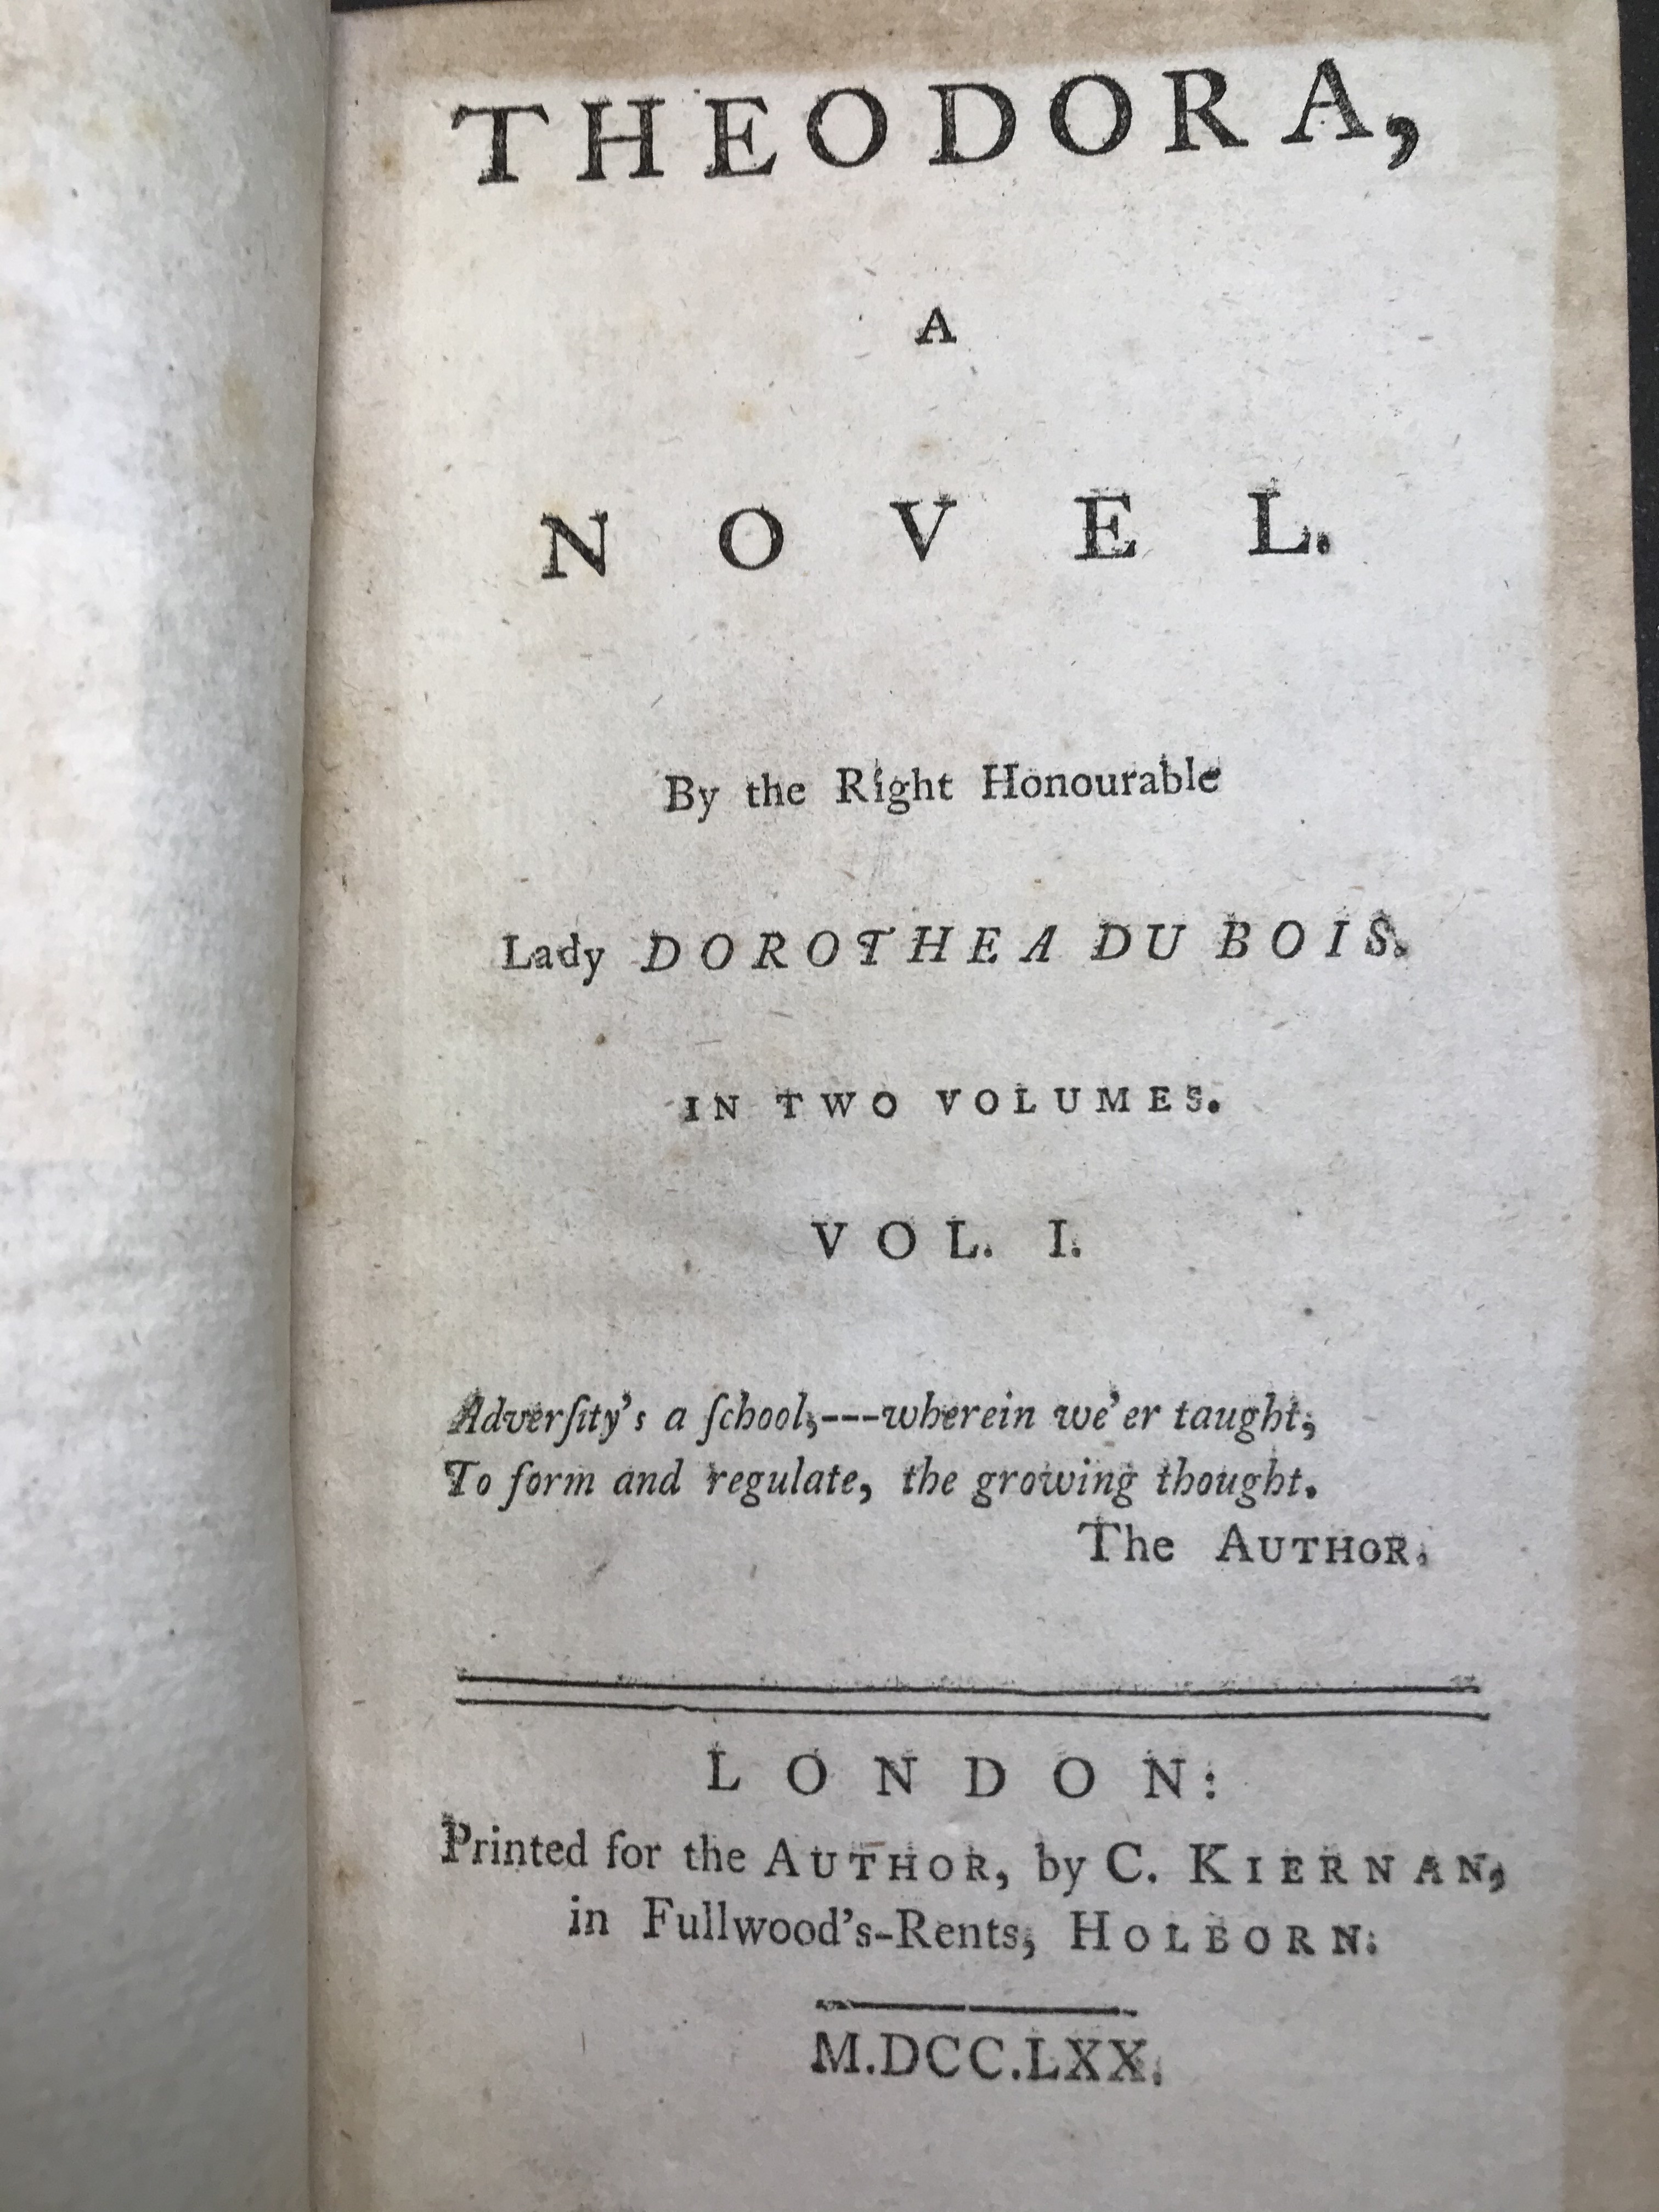 THEODORA,
A
NOVEL.
By the Right Honourable
Lady DOROTHEA DU BOIS.
IN TWO VOLUMES.
VOL. I.
Adverſity's a ſchool,---wherein we'er taught,
To form and regulate, the growing thought.
The AUTHOR.
LONDON:
Printed for the AUTHOR, by C. KIERNAN,
in Fullwood's-Rents, HOLBORN.
M.DCC.LXX.